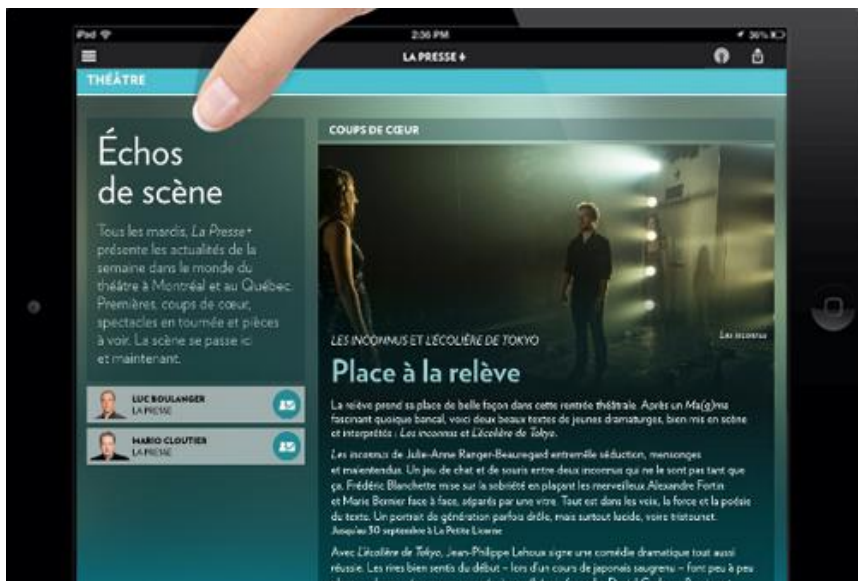 iPad
2:36 PM
36%
LA PRESSE+
THÉÂTRE
Échos
de scène
Tous les mardis, La Presse+
présente les actualités de la
semaine dans le monde du
théâtre à Montréal et au Québec.
Premières, coups de cœur,
spectacles en tournée et pièces
à voir. La scène se passe ici
et maintenant.
LUC BOULANGER
LA PRESSE
MARIO CLOUTIER
LA PRESSE
COUPS DE CŒUR
Les inconnus
LES INCONNUS ET L'ÉCOLIÈRE DE TOKYO
Place à la relève
La relève prend sa place de belle façon dans cette rentrée théâtrale. Après un Ma(g)ma
fascinant quoique bancal, voici deux beaux textes de jeunes dramaturges, bien mis en scène
et interprétés : Les inconnus et L'écolière de Tokyo.
Les inconnus de Julie-Anne Ranger-Beauregard entremêle séduction, mensonges
et malentendus. Un jeu de chat et de souris entre deux inconnus qui ne le sont pas tant que
ça. Frédéric Blanchette mise sur la sobriété en plaçant les merveilleux Alexandre Fortin
et Marie Bernier face à face, séparés par une vitre. Tout est dans les voix, la force et la poésie
du texte. Un portrait de génération parfois drôle, mais surtout lucide, voire tristounet.
Jusqu'au 30 septembre à La Petite Licorne
Avec L'écolière de Tokyo, Jean-Philippe Lehoux signe une comédie dramatique tout aussi
réussie. Les rires bien sentis du début – lors d'un cours de japonais saugrenu – font peu à peu